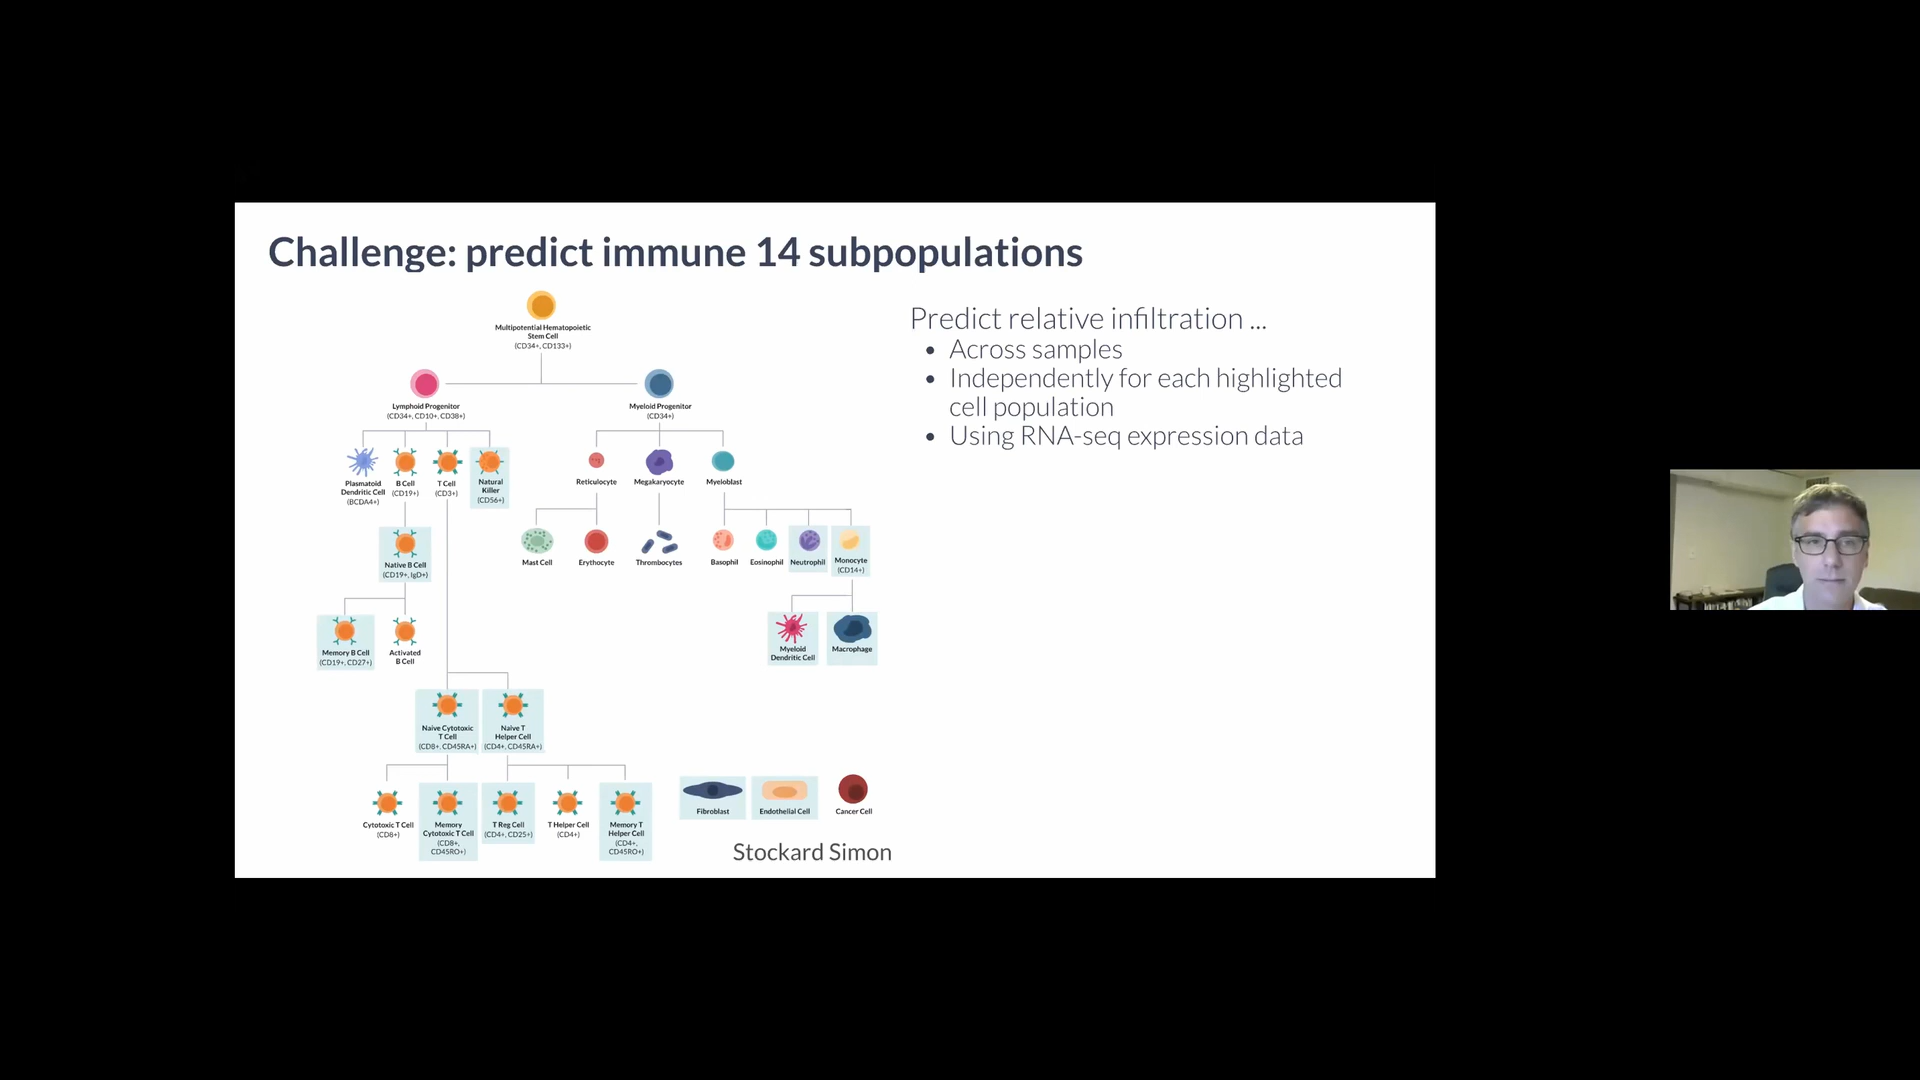 Challenge: predict immune 14 subpopulations
Multipotential Hematopoietic
Stem Cell
(CD34+, CD133+)
Lymphoid Progenitor
(CD34+, CD10+, CD38+)
Myeloid Progenitor
(CD34+)
Plasmatoid
Dendritic Cell
(BCDA4+)
B Cell
(CD19+)
T Cell
(CD3+)
Natural
Killer
(CD56+)
Reticulocyte
Megakaryocyte
Myeloblast
Native B Cell
(CD19+, IgD+)
Mast Cell
Erythocyte
Thrombocytes
Basophil
Eosinophil
Neutrophil
Monocyte
(CD14+)
Memory B Cell
(CD19+, CD27+)
Activated
B Cell
Myeloid
Dendritic Cell
Macrophage
Naive Cytotoxic
T Cell
(CD8+, CD45RA+)
Naive T
Helper Cell
(CD4+, CD45RA+)
Cytotoxic T Cell
(CD8+)
Memory
Cytotoxic T Cell
(CD8+,
CD45RO+)
T Reg Cell
(CD4+, CD25+)
T Helper Cell
(CD4+)
Memory T
Helper Cell
(CD4+,
CD45RO+)
Fibroblast
Endothelial Cell
Cancer Cell
Stockard Simon
Predict relative infiltration ...
• Across samples
• Independently for each highlighted
cell population
• Using RNA-seq expression data